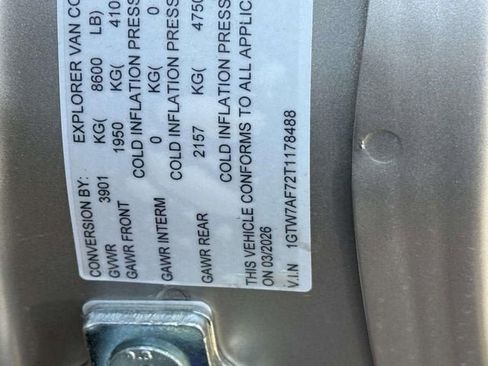 CONVERSION BY: EXPLORER VAN CO
GVWR 3901 KG( 8600 LB)
GAWR FRONT 1950 KG( 410
COLD INFLATION PRESS
GAWR INTERM 0 KG( 0
COLD INFLATION PRESS
GAWR REAR 2157 KG( 4750
COLD INFLATION PRES
THIS VEHICLE CONFORMS TO ALL APPLIC
ON 03/2026
V.I.N 1GTW7AF72T1178488